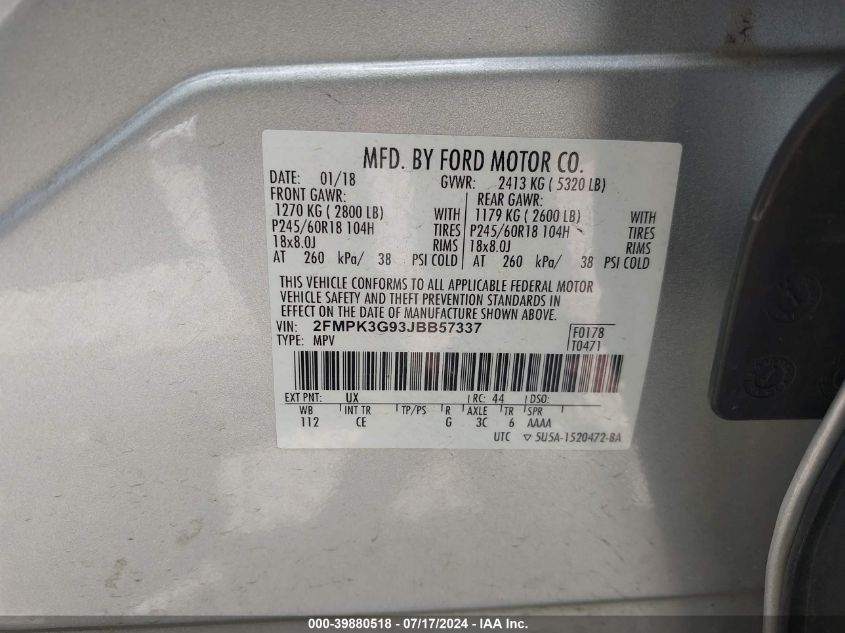 MFD. BY FORD MOTOR CO.
DATE: 01/18 GVWR: 2413 KG ( 5320 LB)
FRONT GAWR: REAR GAWR:
1270 KG ( 2800 LB) WITH 1179 KG ( 2600 LB) WITH
P245/60R18 104H TIRES P245/60R18 104H TIRES
18x8.0J RIMS 18x8.0J RIMS
AT 260 kPa/ 38 PSI COLD AT 260 kPa/ 38 PSI COLD
THIS VEHICLE CONFORMS TO ALL APPLICABLE FEDERAL MOTOR
VEHICLE SAFETY AND THEFT PREVENTION STANDARDS IN
EFFECT ON THE DATE OF MANUFACTURE SHOWN ABOVE.
VIN: 2FMPK3G93JBB57337 F0178
TYPE: MPV T0471
EXT PNT: UX RC: 44 DSO:
WB INT TR TP/PS R AXLE TR SPR
112 CE G 3C 6 AAAA
UTC ▽ 5U5A-1520472-BA
000-39880518 - 07/17/2024 - IAA Inc.